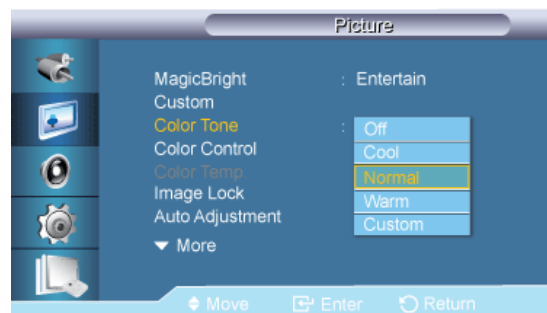 Picture
MagicBright : Entertain
Custom
Color Tone : Off
Color Control Cool
Color Temp. Normal
Image Lock Warm
Auto Adjustment Custom
▼ More
Move Enter Return